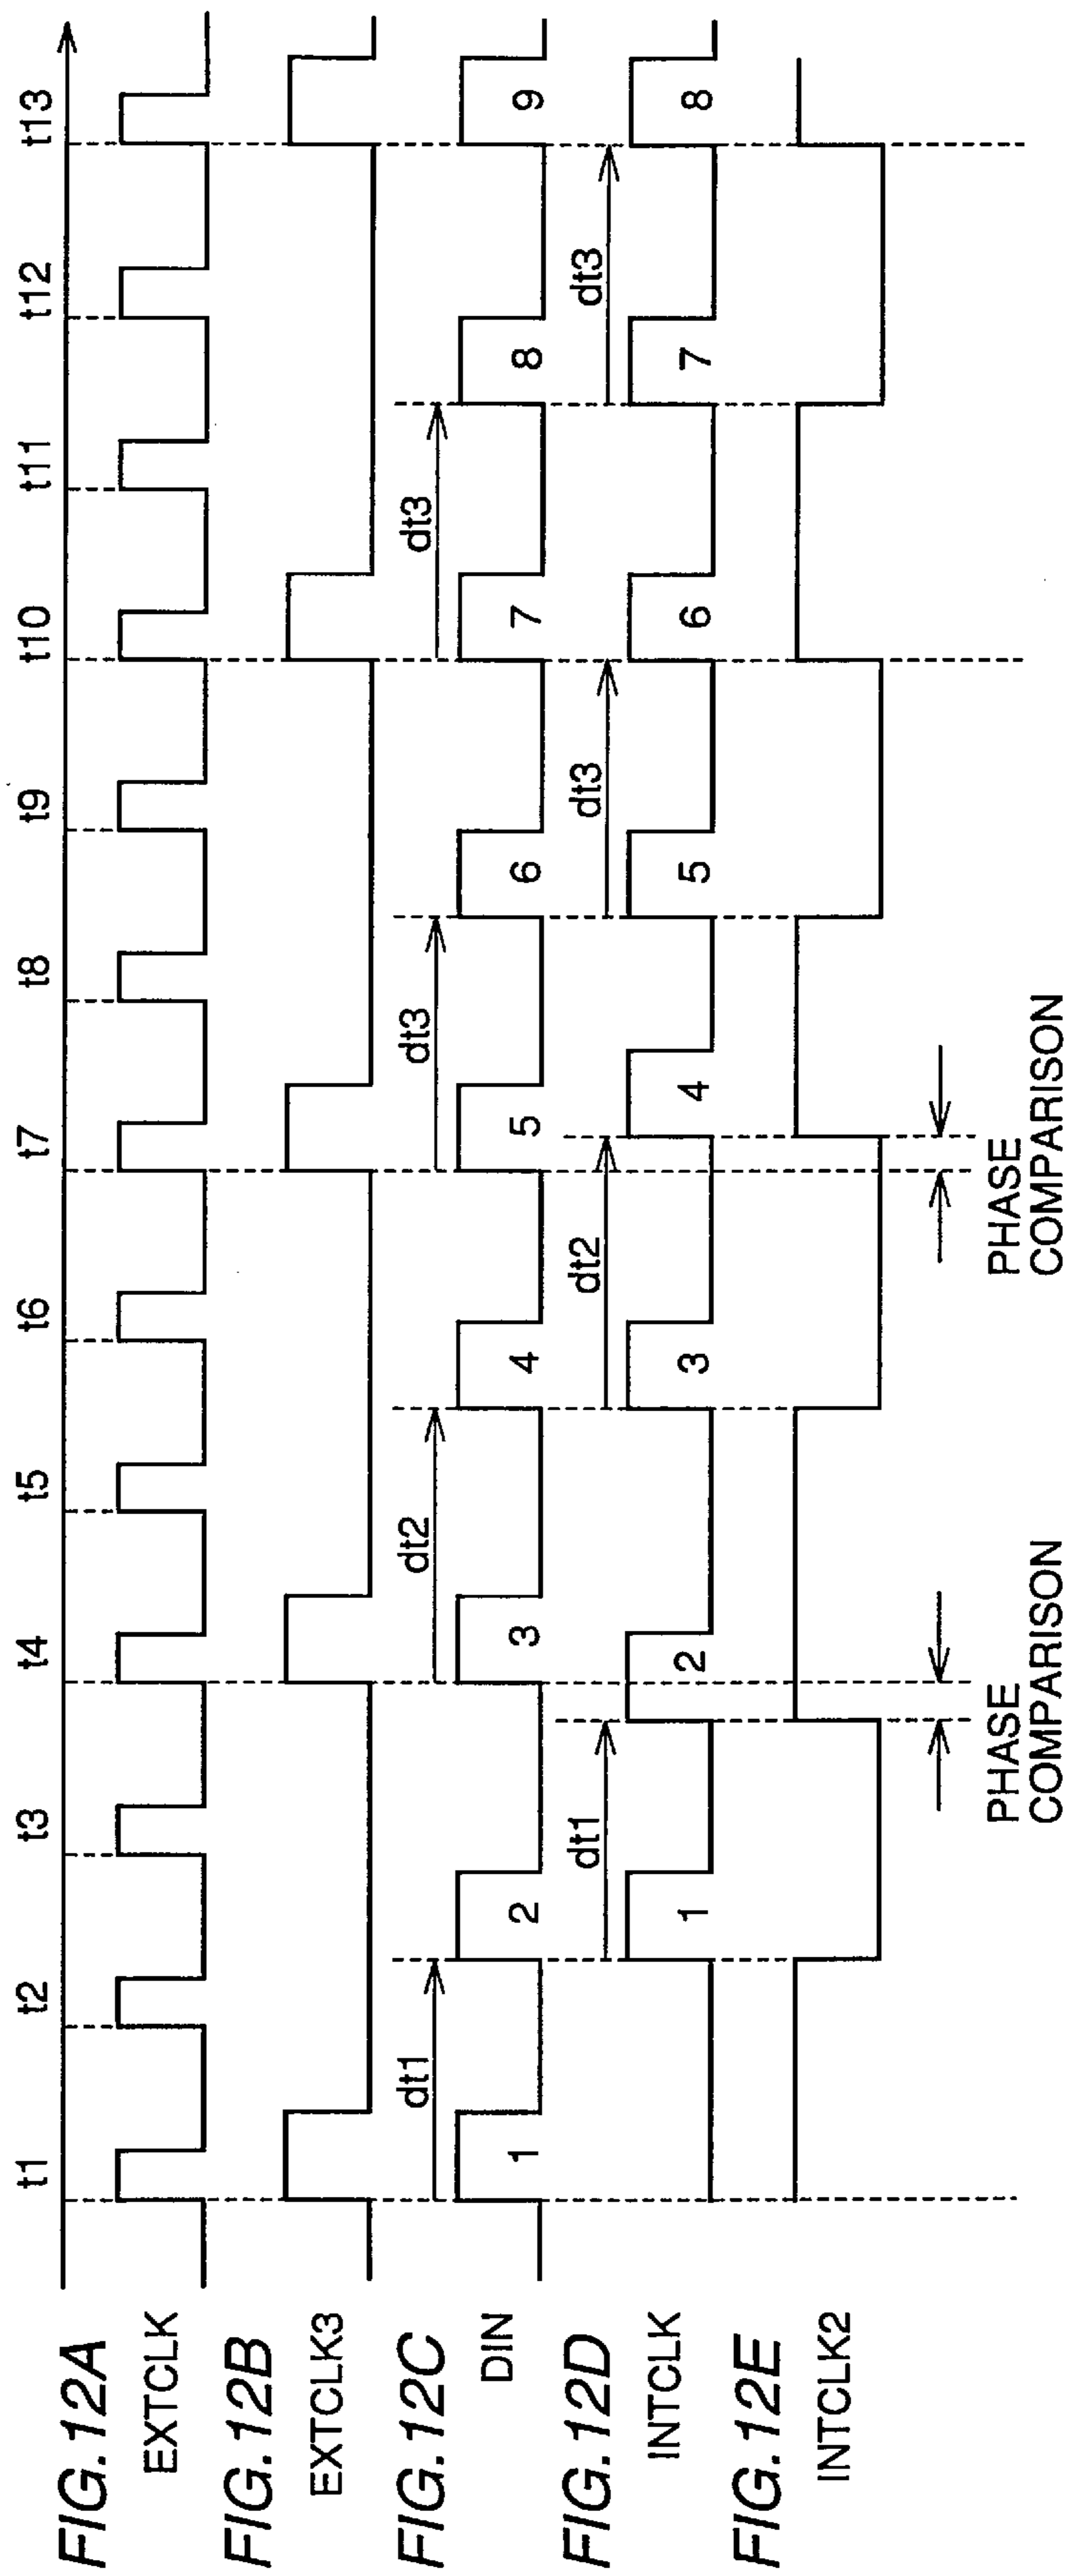 t1 t2 t3 t4 t5 t6 t7 t8 t9 t10 t11 t12 t13
FIG.12A
EXTCLK
FIG.12B
EXTCLK3
FIG.12C
dt1 dt2 dt3 dt3
DIN
1 2 3 4 5 6 7 8 9
FIG.12D
dt1 dt2 dt3 dt3
INTCLK
1 2 3 4 5 6 7 8
FIG.12E
INTCLK2
PHASE
COMPARISON
PHASE
COMPARISON